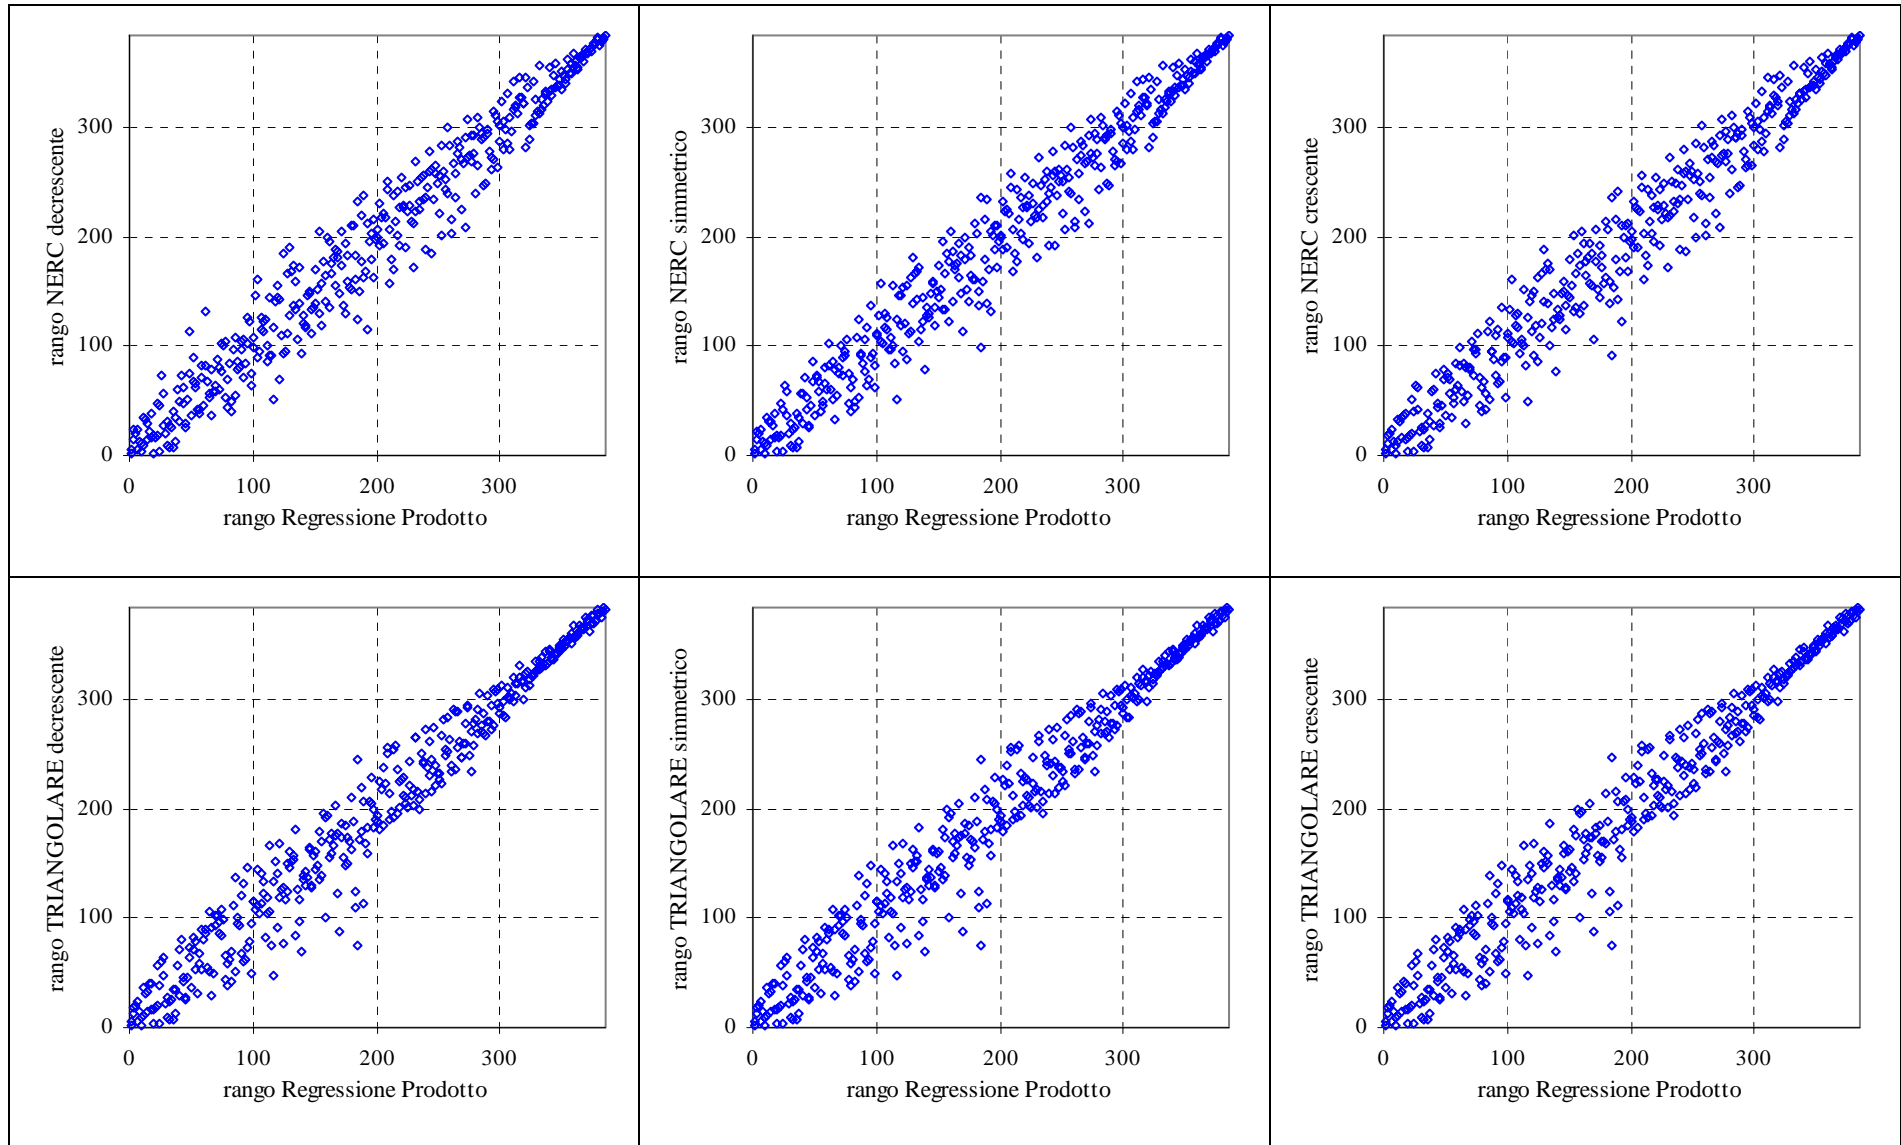 rango NERC decrescente
300
200
100
0
0 100 200 300
rango Regressione Prodotto
rango NERC simmetrico
300
200
100
0
0 100 200 300
rango Regressione Prodotto
rango NERC crescente
300
200
100
0
0 100 200 300
rango Regressione Prodotto
rango TRIANGOLARE decrescente
300
200
100
0
0 100 200 300
rango Regressione Prodotto
rango TRIANGOLARE simmetrico
300
200
100
0
0 100 200 300
rango Regressione Prodotto
rango TRIANGOLARE crescente
300
200
100
0
0 100 200 300
rango Regressione Prodotto